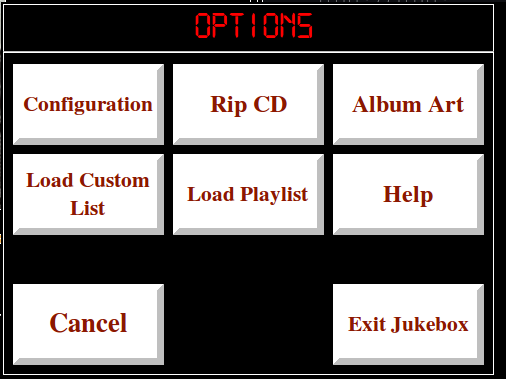 OPTIONS
Configuration
Rip CD
Album Art
Load Custom
List
Load Playlist
Help
Cancel
Exit Jukebox